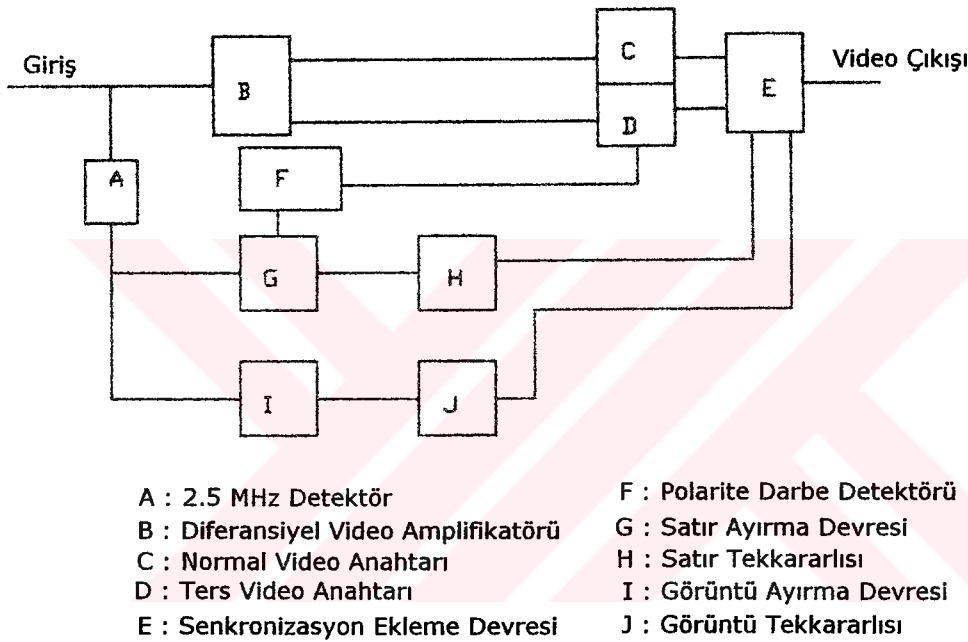 Giriş
Video Çıkışı
A
B
C
D
E
F
G
H
I
J
A : 2.5 MHz Detektör
B : Diferansiyel Video Amplifikatörü
C : Normal Video Anahtarı
D : Ters Video Anahtarı
E : Senkronizasyon Ekleme Devresi
F : Polarite Darbe Detektörü
G : Satır Ayırma Devresi
H : Satır Tekkararlısı
I : Görüntü Ayırma Devresi
J : Görüntü Tekkararlısı